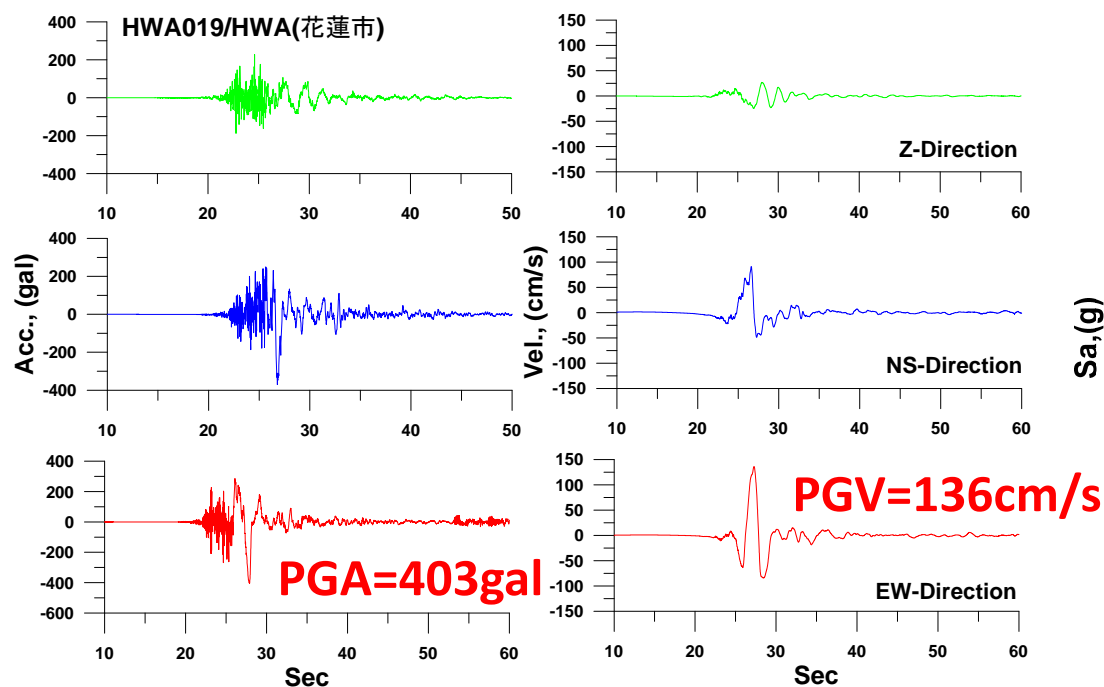 HWA019/HWA(花蓮市)
400
200
0
-200
-400
10 20 30 40 50
150
100
50
0
-50
-100
-150
Z-Direction
10 20 30 40 50 60
Acc., (gal)
400
200
0
-200
-400
10 20 30 40 50
Vel., (cm/s)
150
100
50
0
-50
-100
-150
NS-Direction
10 20 30 40 50 60
Sa,(g)
400
200
0
-200
-400
-600
PGA=403gal
10 20 30 40 50 60
Sec
150
100
50
0
-50
-100
-150
PGV=136cm/s
EW-Direction
10 20 30 40 50 60
Sec